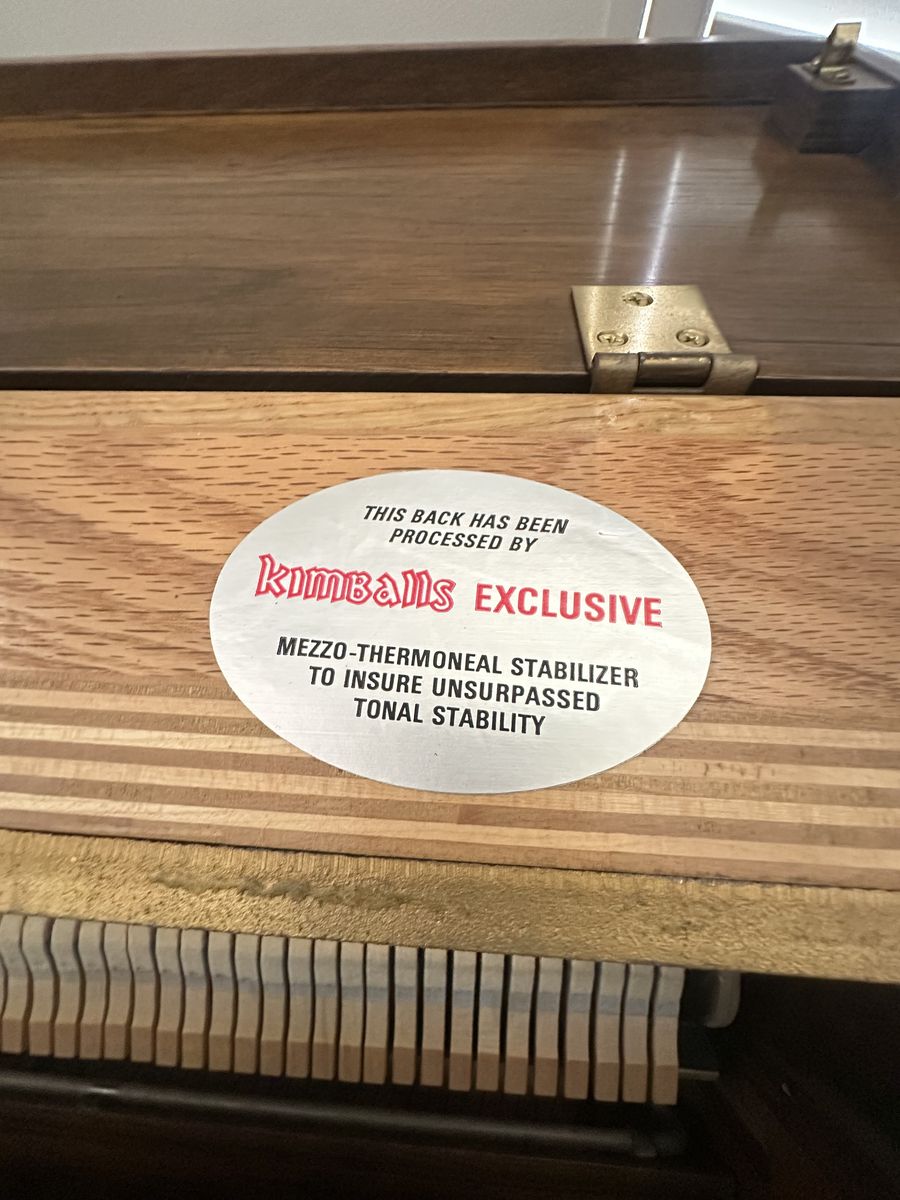 THIS BACK HAS BEEN
PROCESSED BY
kimBalls EXCLUSIVE
MEZZO-THERMONEAL STABILIZER
TO INSURE UNSURPASSED
TONAL STABILITY